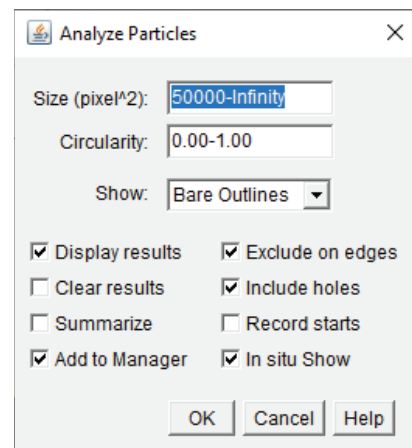 Analyze Particles
Size (pixel^2): 50000-Infinity
Circularity: 0.00-1.00
Show: Bare Outlines
Display results Exclude on edges
Clear results Include holes
Summarize Record starts
Add to Manager In situ Show
OK Cancel Help